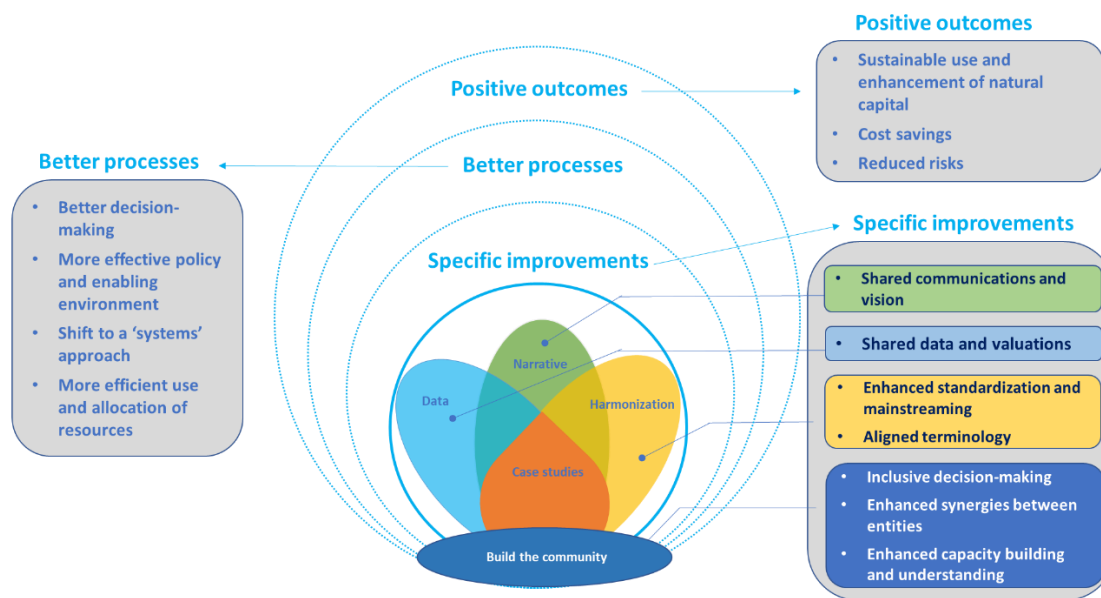 Positive outcomes
• Sustainable use and
enhancement of natural
capital
• Cost savings
• Reduced risks
Positive outcomes
Better processes
Better processes
• Better decision-
making
• More effective policy
and enabling
environment
• Shift to a ‘systems’
approach
• More efficient use
and allocation of
resources
Specific improvements
Specific improvements
• Shared communications and
vision
• Shared data and valuations
• Enhanced standardization and
mainstreaming
• Aligned terminology
• Inclusive decision-making
• Enhanced synergies between
entities
• Enhanced capacity building
and understanding
Narrative
Data
Harmonization
Case studies
Build the community